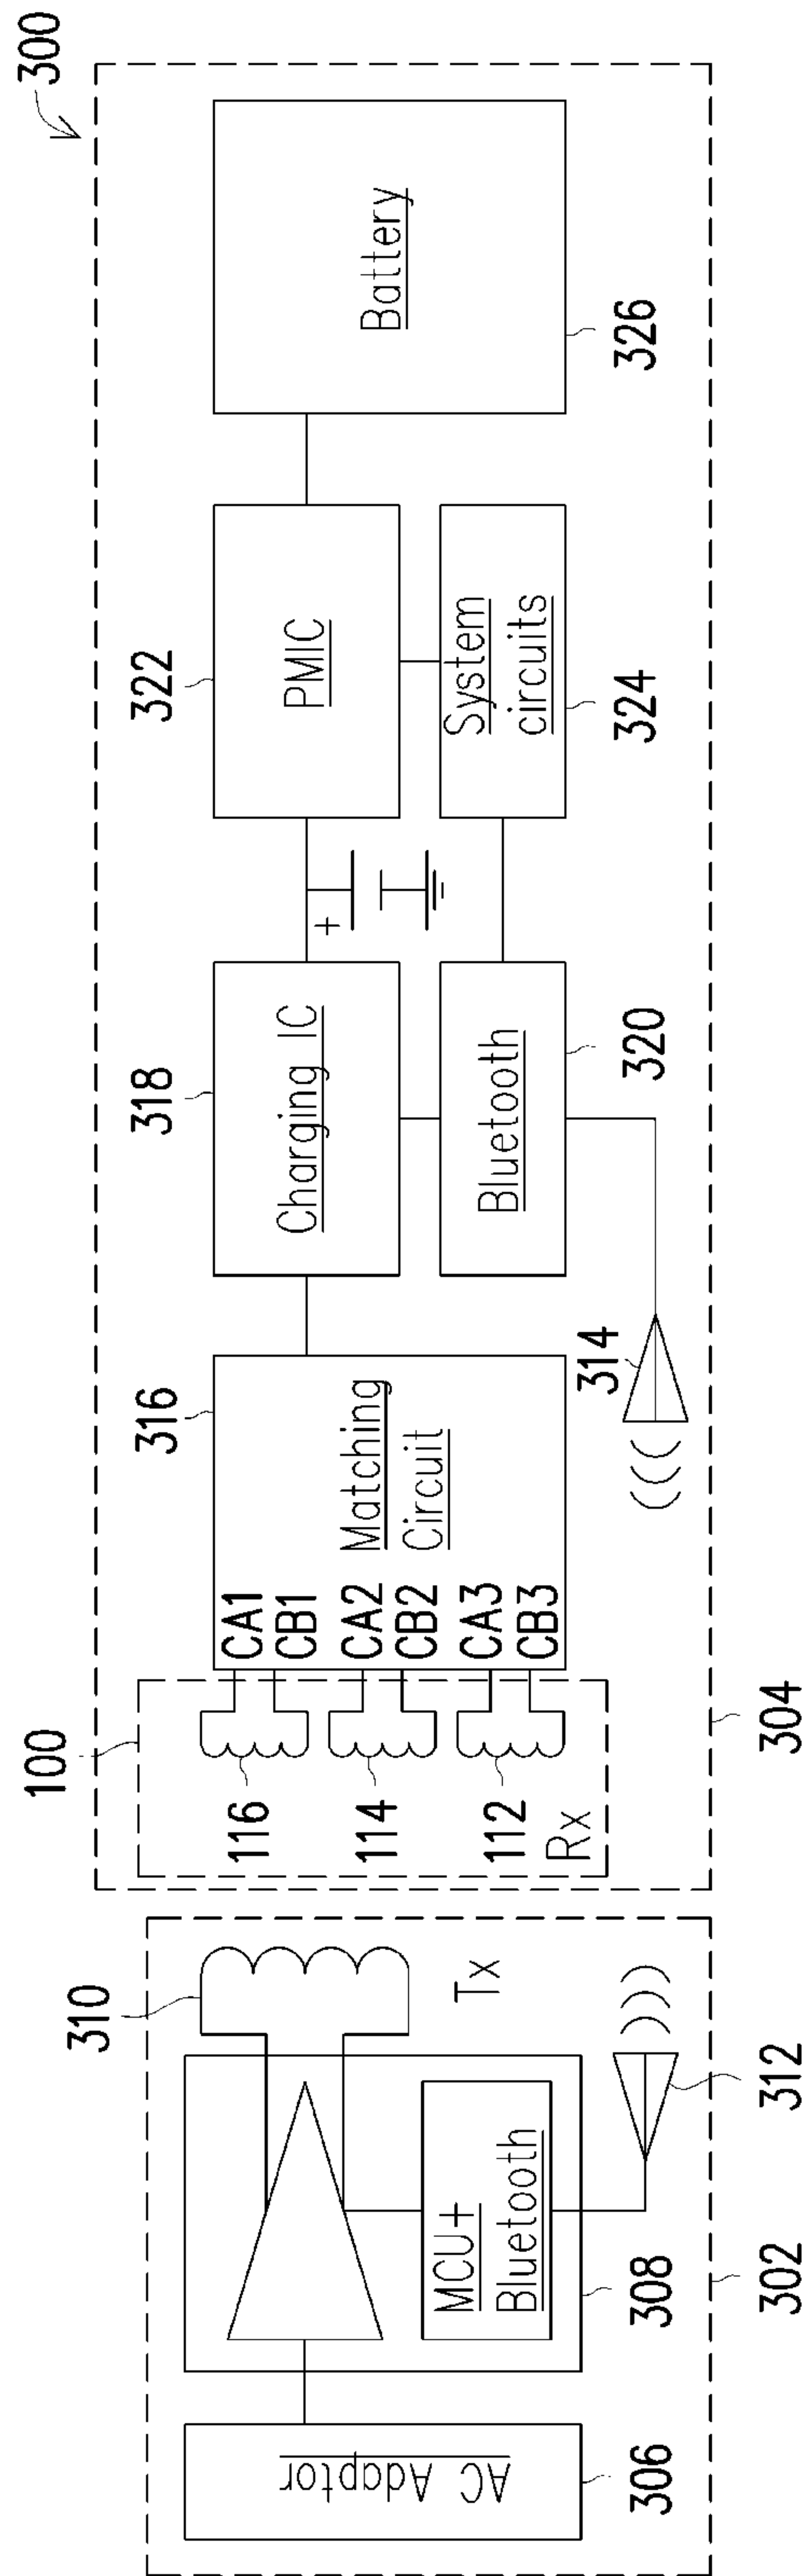 300
310
Tx
MCU+
Bluetooth
AC Adaptor
306
308
302
312
100
116
114
112
Rx
CA1
CB1
CA2
CB2
CA3
CB3
316
Matching
Circuit
314
304
318
Charging IC
Bluetooth
320
+
322
PMIC
System
circuits
324
Battery
326